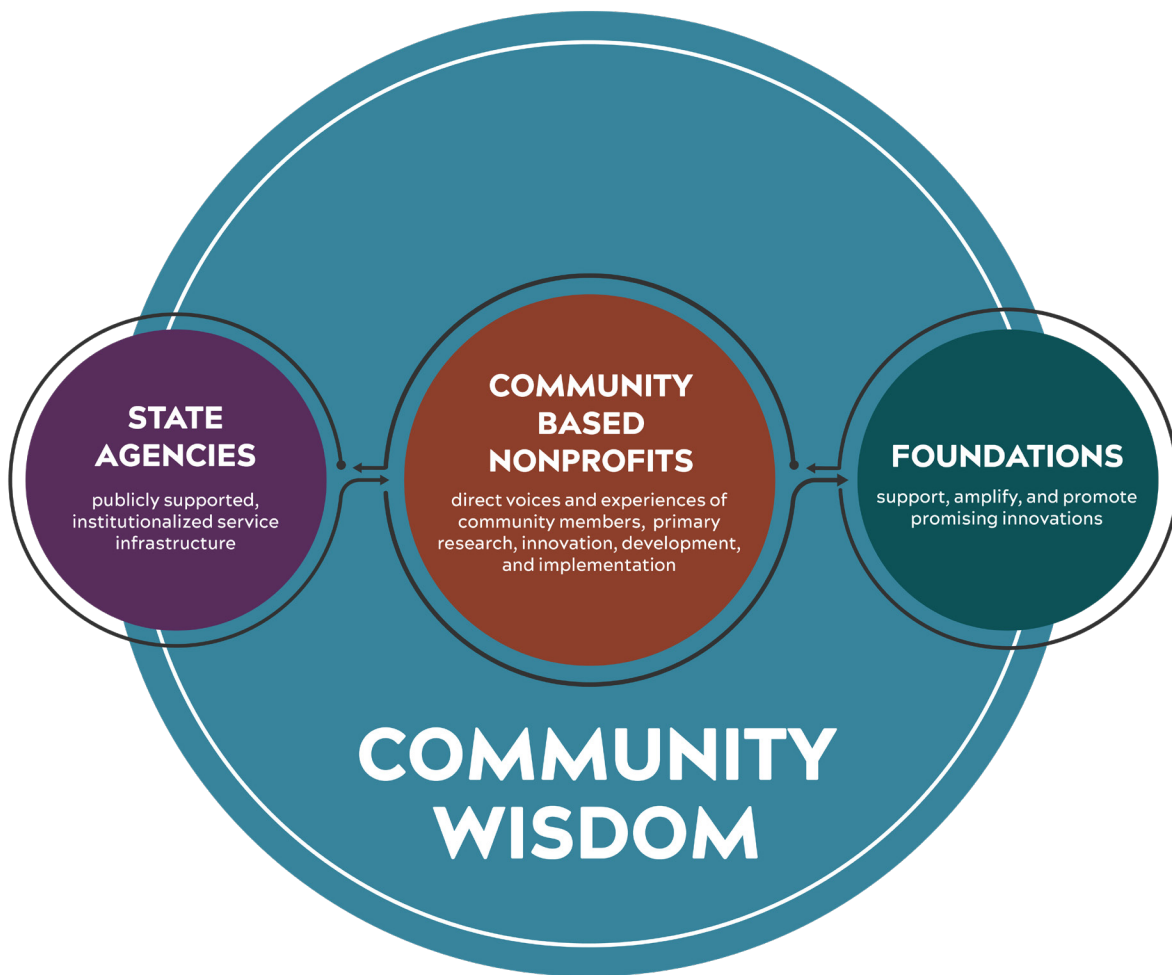 STATE
AGENCIES
publicly supported,
institutionalized service
infrastructure
COMMUNITY
BASED
NONPROFITS
direct voices and experiences of
community members, primary
research, innovation, development,
and implementation
FOUNDATIONS
support, amplify, and promote
promising innovations
COMMUNITY
WISDOM